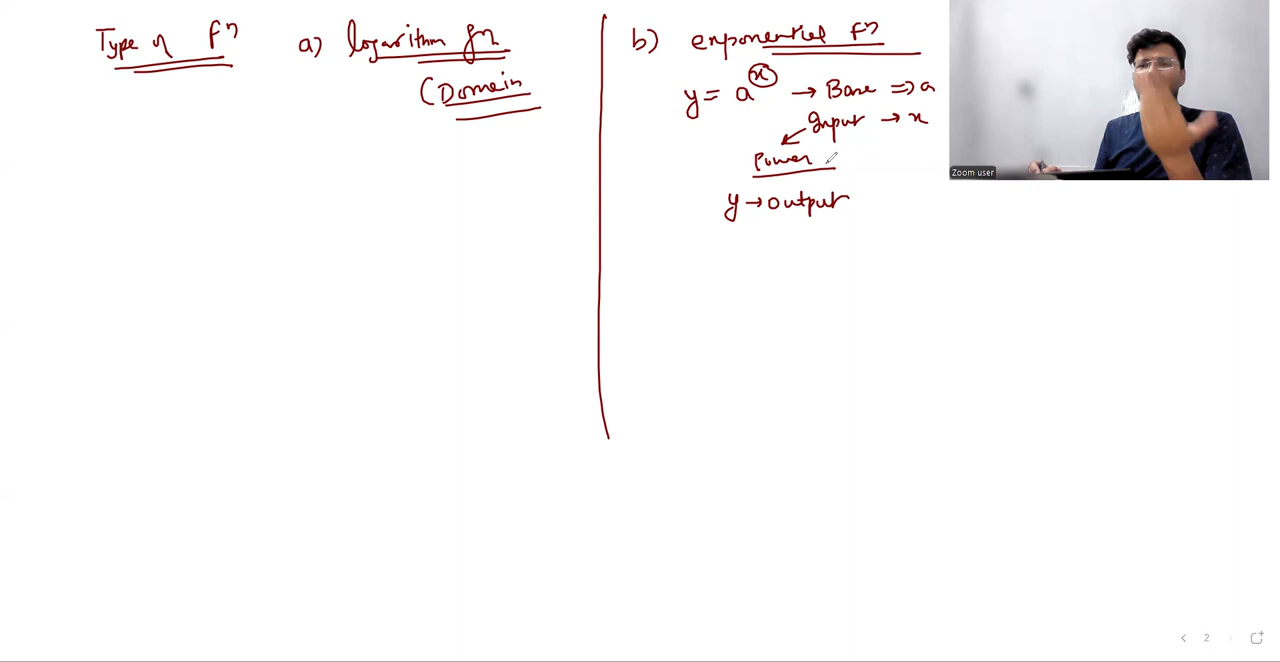 Type of Fn a) logarithm fn
(Domain
b) exponential Fn
y = a^x → Base ⇒ a
Input → x
Power
y → output
Zoom user
2